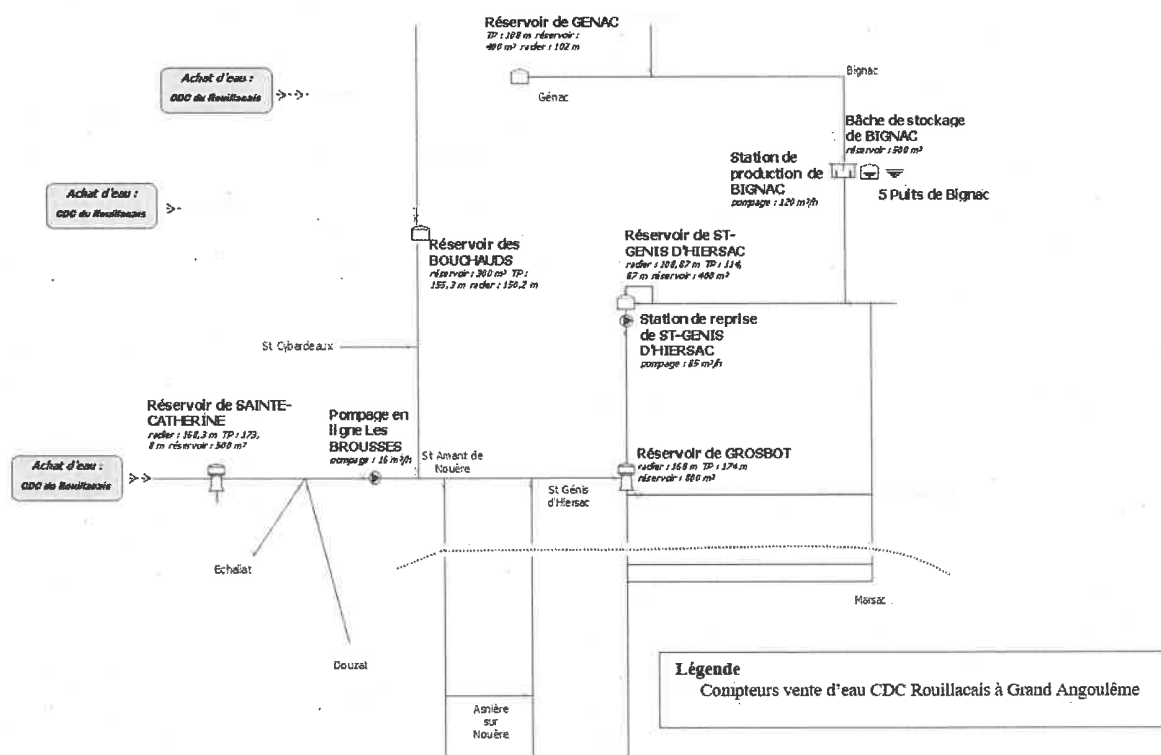 Réservoir de GENAC
TP : 108 m réservoir :
400 m³ radier : 102 m
Achat d'eau :
CDC du Rouillacais
Génac
Bignac
Bâche de stockage
de BIGNAC
réservoir : 500 m³
Station de
production de
BIGNAC
pompage : 120 m³/h
5 Puits de Bignac
Achat d'eau :
CDC du Rouillacais
Réservoir des
BOUCHAUDS
réservoir : 300 m³ TP :
155,3 m radier : 150,2 m
Réservoir de ST-
GENIS D'HIERSAC
radier : 108,87 m TP : 114,
87 m réservoir : 400 m³
Station de reprise
de ST-GENIS
D'HIERSAC
pompage : 85 m³/h
St Cybardeaux
Réservoir de SAINTE-
CATHERINE
radier : 168,3 m TP : 173,
8 m réservoir : 500 m³
Pompage en
ligne Les
BROUSSES
pompage : 16 m³/h
Achat d'eau :
CDC du Rouillacais
St Amant de
Nouère
St Génis
d'Hiersac
Réservoir de GROSBOT
radier : 168 m TP : 174 m
réservoir : 800 m³
Echallat
Douzat
Marsac
Asnière
sur
Nouère
Légende
Compteurs vente d'eau CDC Rouillacais à Grand Angoulême